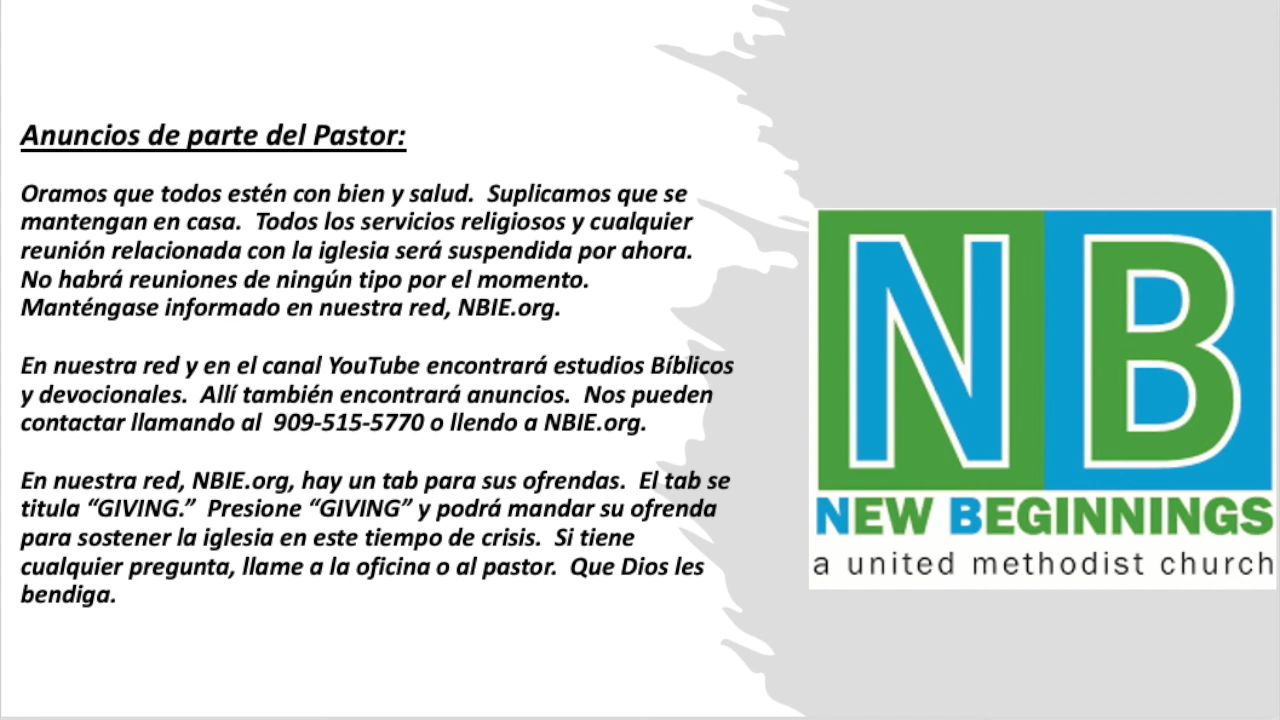 Anuncios de parte del Pastor:
Oramos que todos estén con bien y salud.  Suplicamos que se
mantengan en casa.  Todos los servicios religiosos y cualquier
reunión relacionada con la iglesia será suspendida por ahora.
No habrá reuniones de ningún tipo por el momento.
Manténgase informado en nuestra red, NBIE.org.
En nuestra red y en el canal YouTube encontrará estudios Bíblicos
y devocionales.  Allí también encontrará anuncios.  Nos pueden
contactar llamando al  909-515-5770 o llendo a NBIE.org.
En nuestra red, NBIE.org, hay un tab para sus ofrendas.  El tab se
titula “GIVING.”  Presione “GIVING” y podrá mandar su ofrenda
para sostener la iglesia en este tiempo de crisis.  Si tiene
cualquier pregunta, llame a la oficina o al pastor.  Que Dios les
bendiga.
NB
NEW BEGINNINGS
a united methodist church